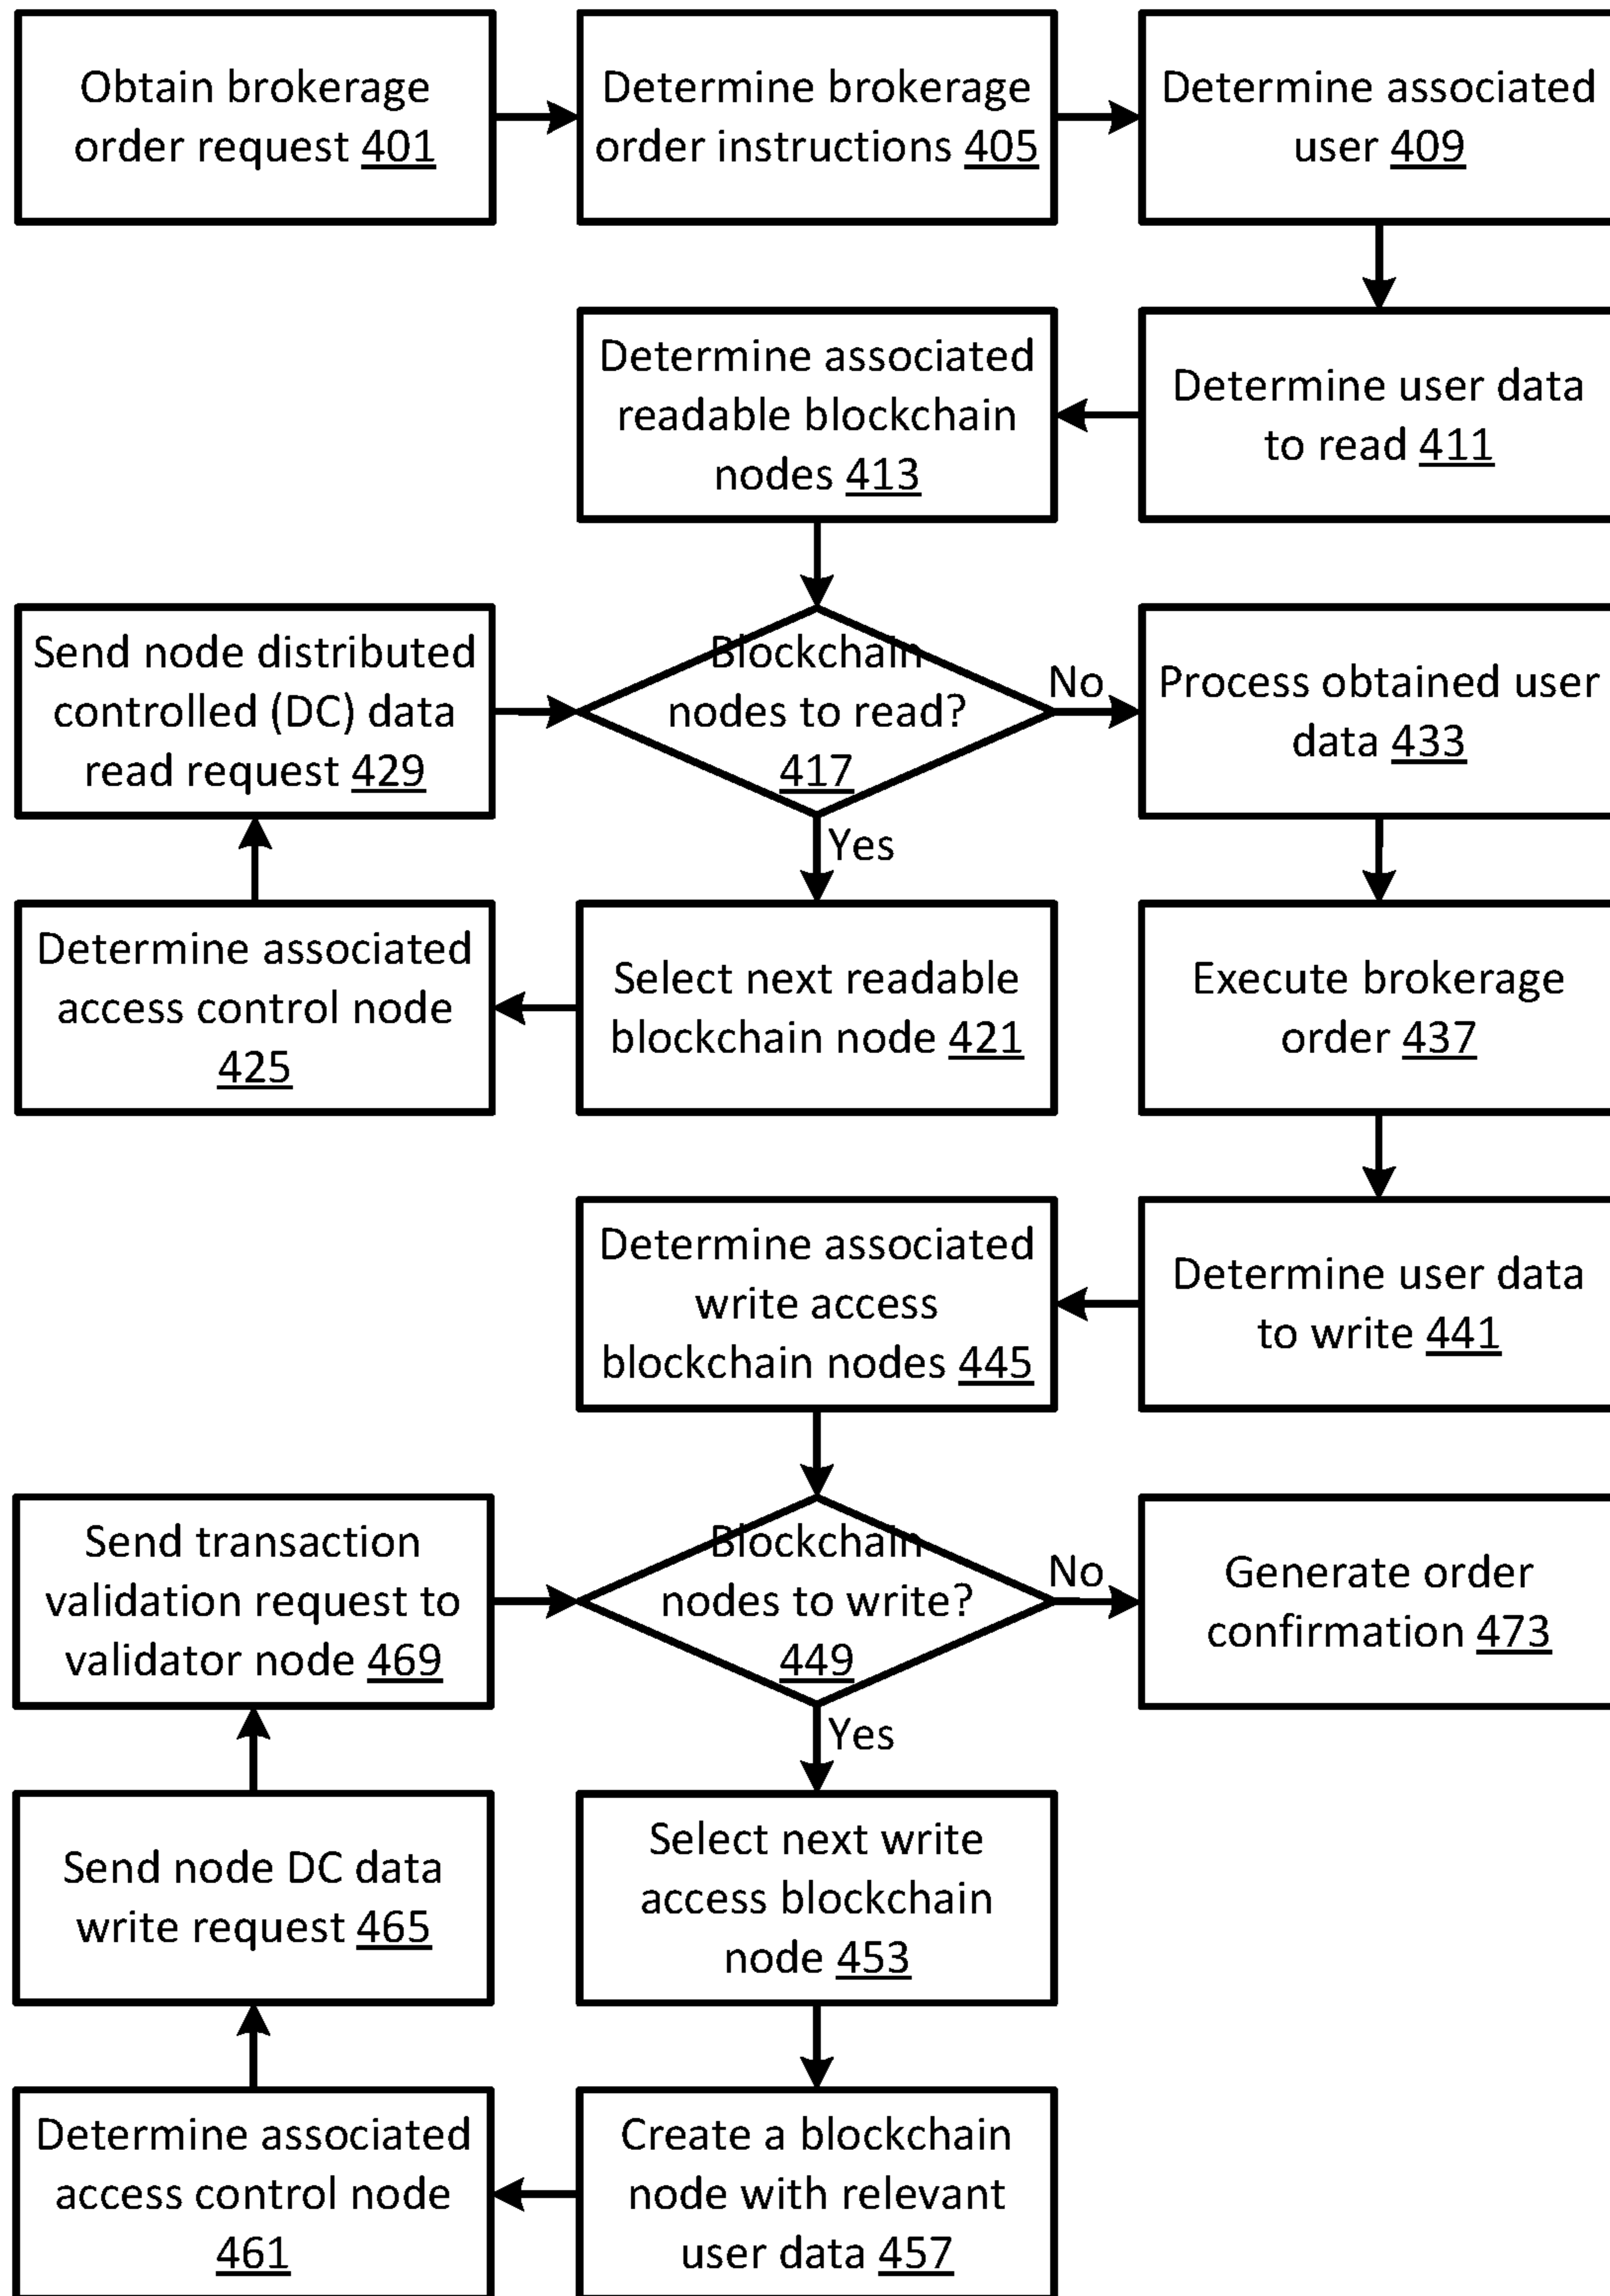 Obtain brokerage
order request 401
Determine brokerage
order instructions 405
Determine associated
user 409
Determine user data
to read 411
Determine associated
readable blockchain
nodes 413
Blockchain
nodes to read?
417
No
Yes
Select next readable
blockchain node 421
Determine associated
access control node
425
Send node distributed
controlled (DC) data
read request 429
Process obtained user
data 433
Execute brokerage
order 437
Determine user data
to write 441
Determine associated
write access
blockchain nodes 445
Blockchain
nodes to write?
449
No
Yes
Select next write
access blockchain
node 453
Create a blockchain
node with relevant
user data 457
Determine associated
access control node
461
Send node DC data
write request 465
Send transaction
validation request to
validator node 469
Generate order
confirmation 473